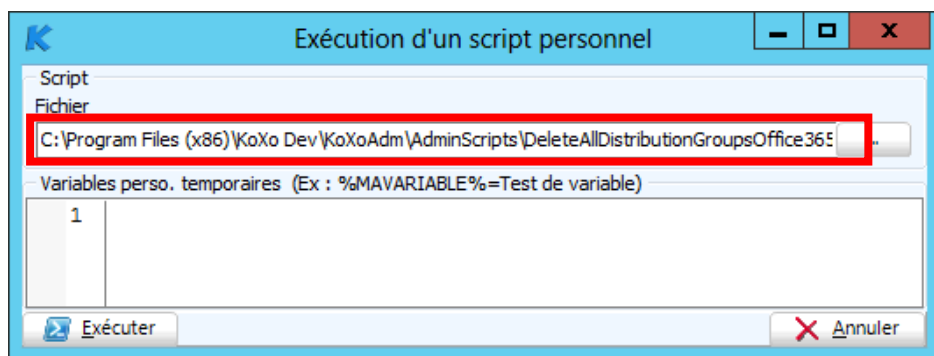 Exécution d'un script personnel
Script
Fichier
C:\Program Files (x86)\KoXo Dev\KoXoAdm\AdminScripts\DeleteAllDistributionGroupsOffice365
..
Variables perso. temporaires (Ex : %MAVARIABLE%=Test de variable)
1
Exécuter
Annuler